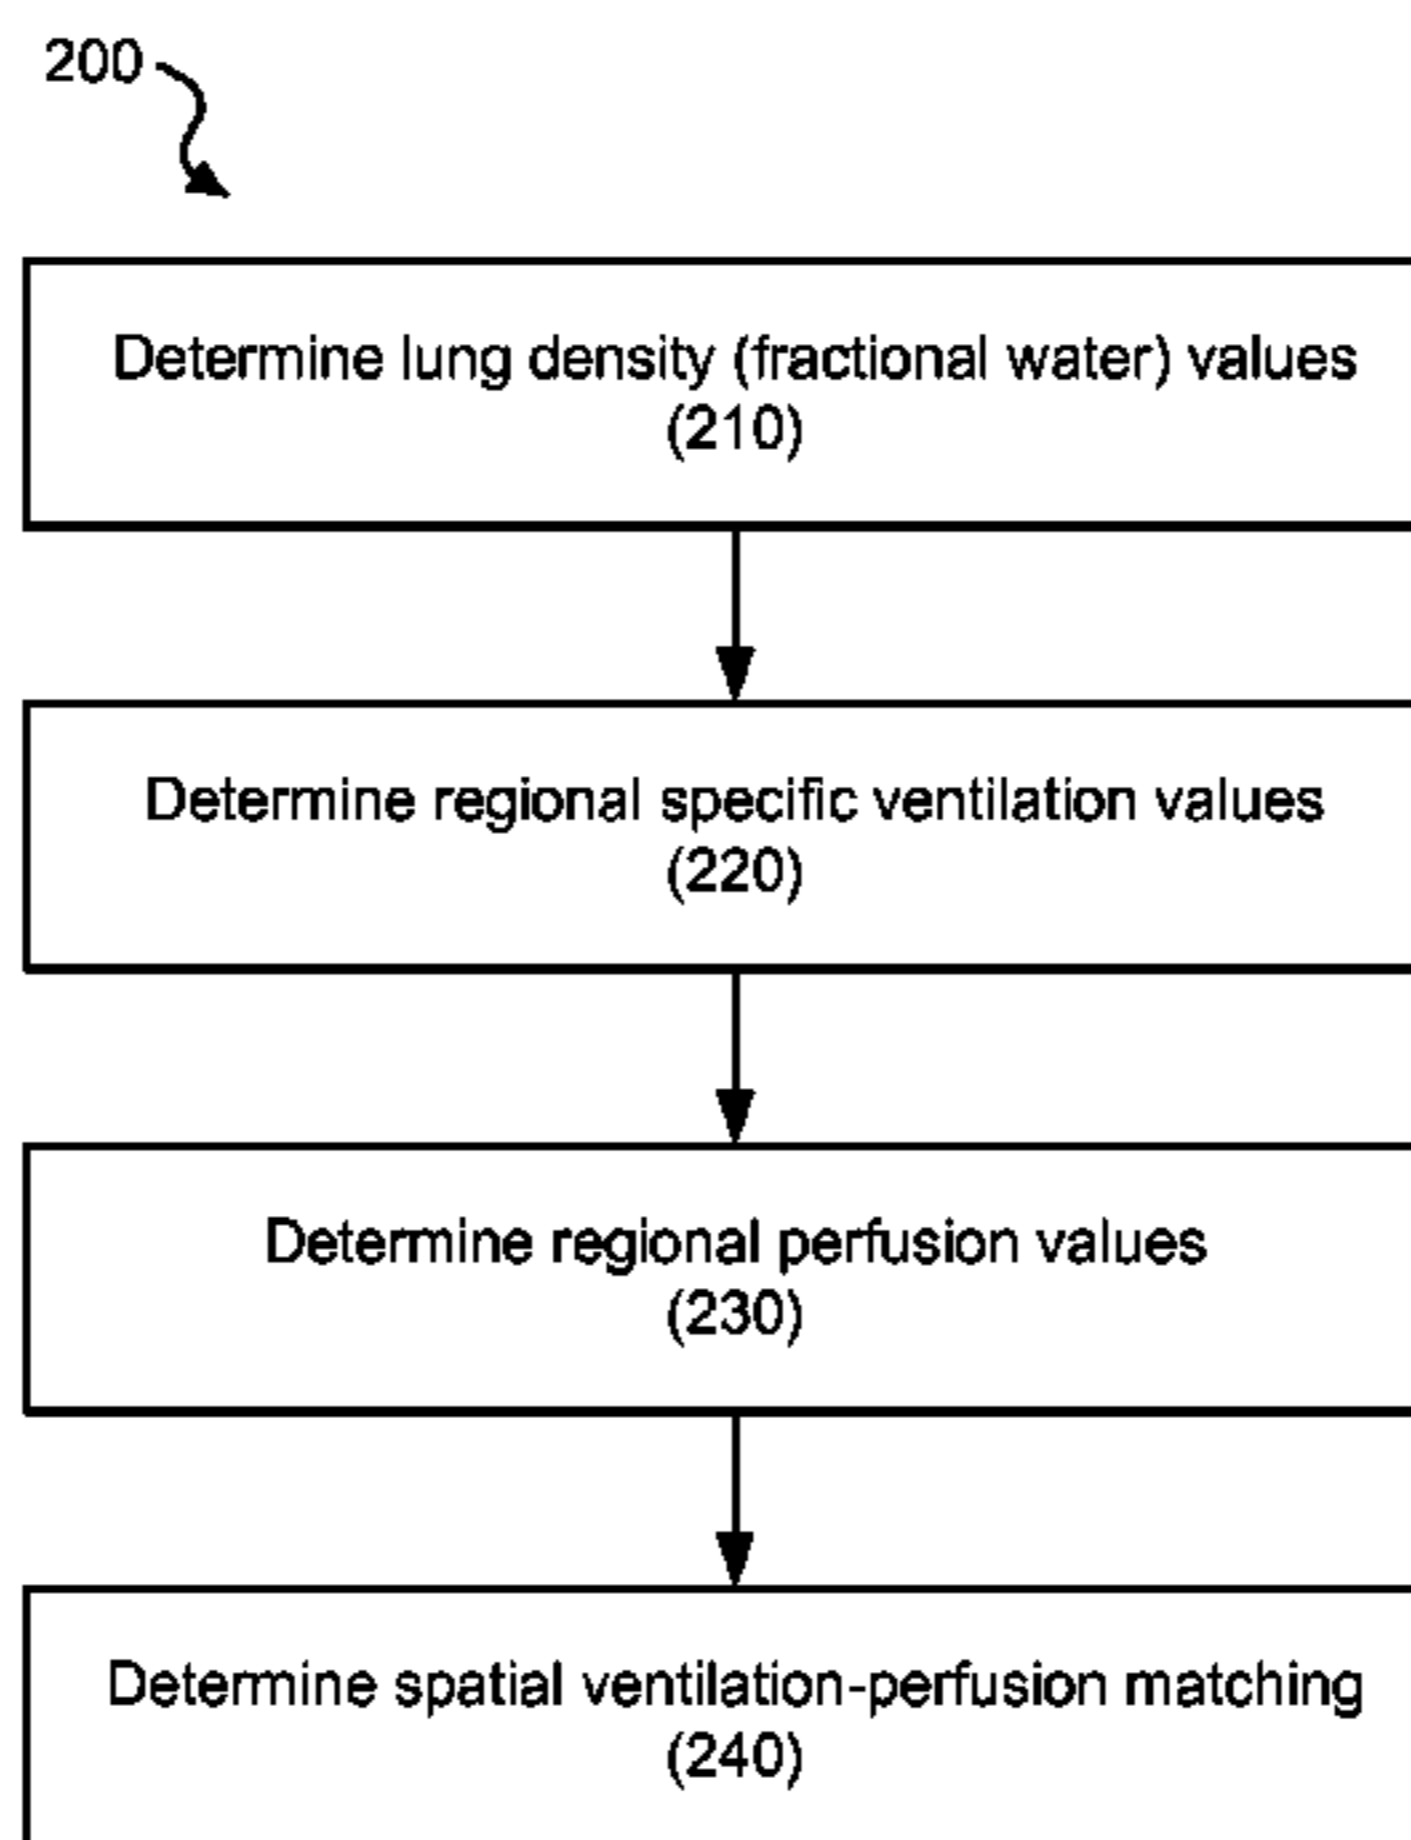 200
Determine lung density (fractional water) values
(210)
Determine regional specific ventilation values
(220)
Determine regional perfusion values
(230)
Determine spatial ventilation-perfusion matching
(240)